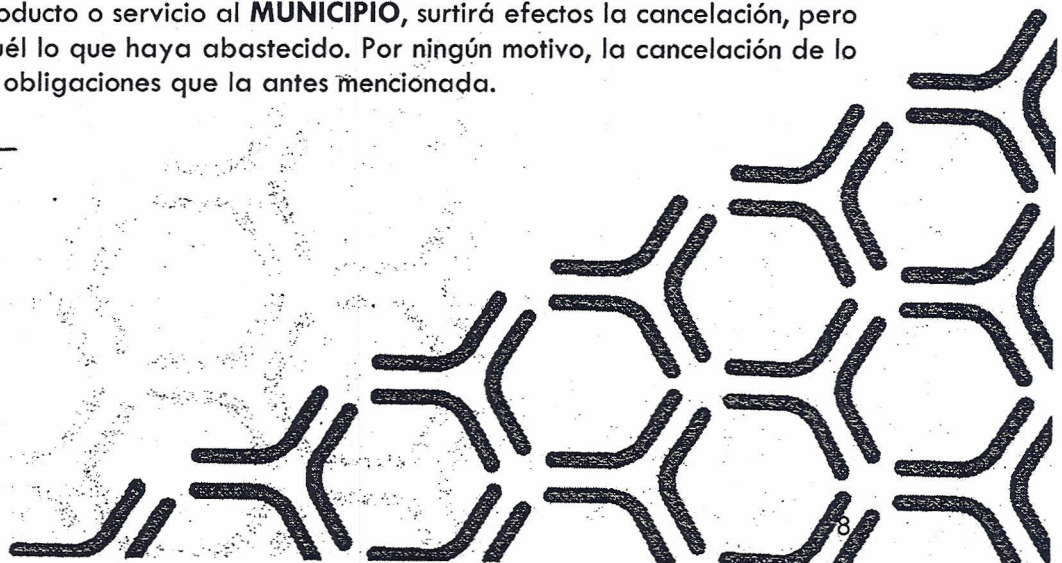 oducto o servicio al MUNICIPIO, surtirá efectos la cancelación, pero
uél lo que haya abastecido. Por ningún motivo, la cancelación de lo
obligaciones que la antes mencionada.
8